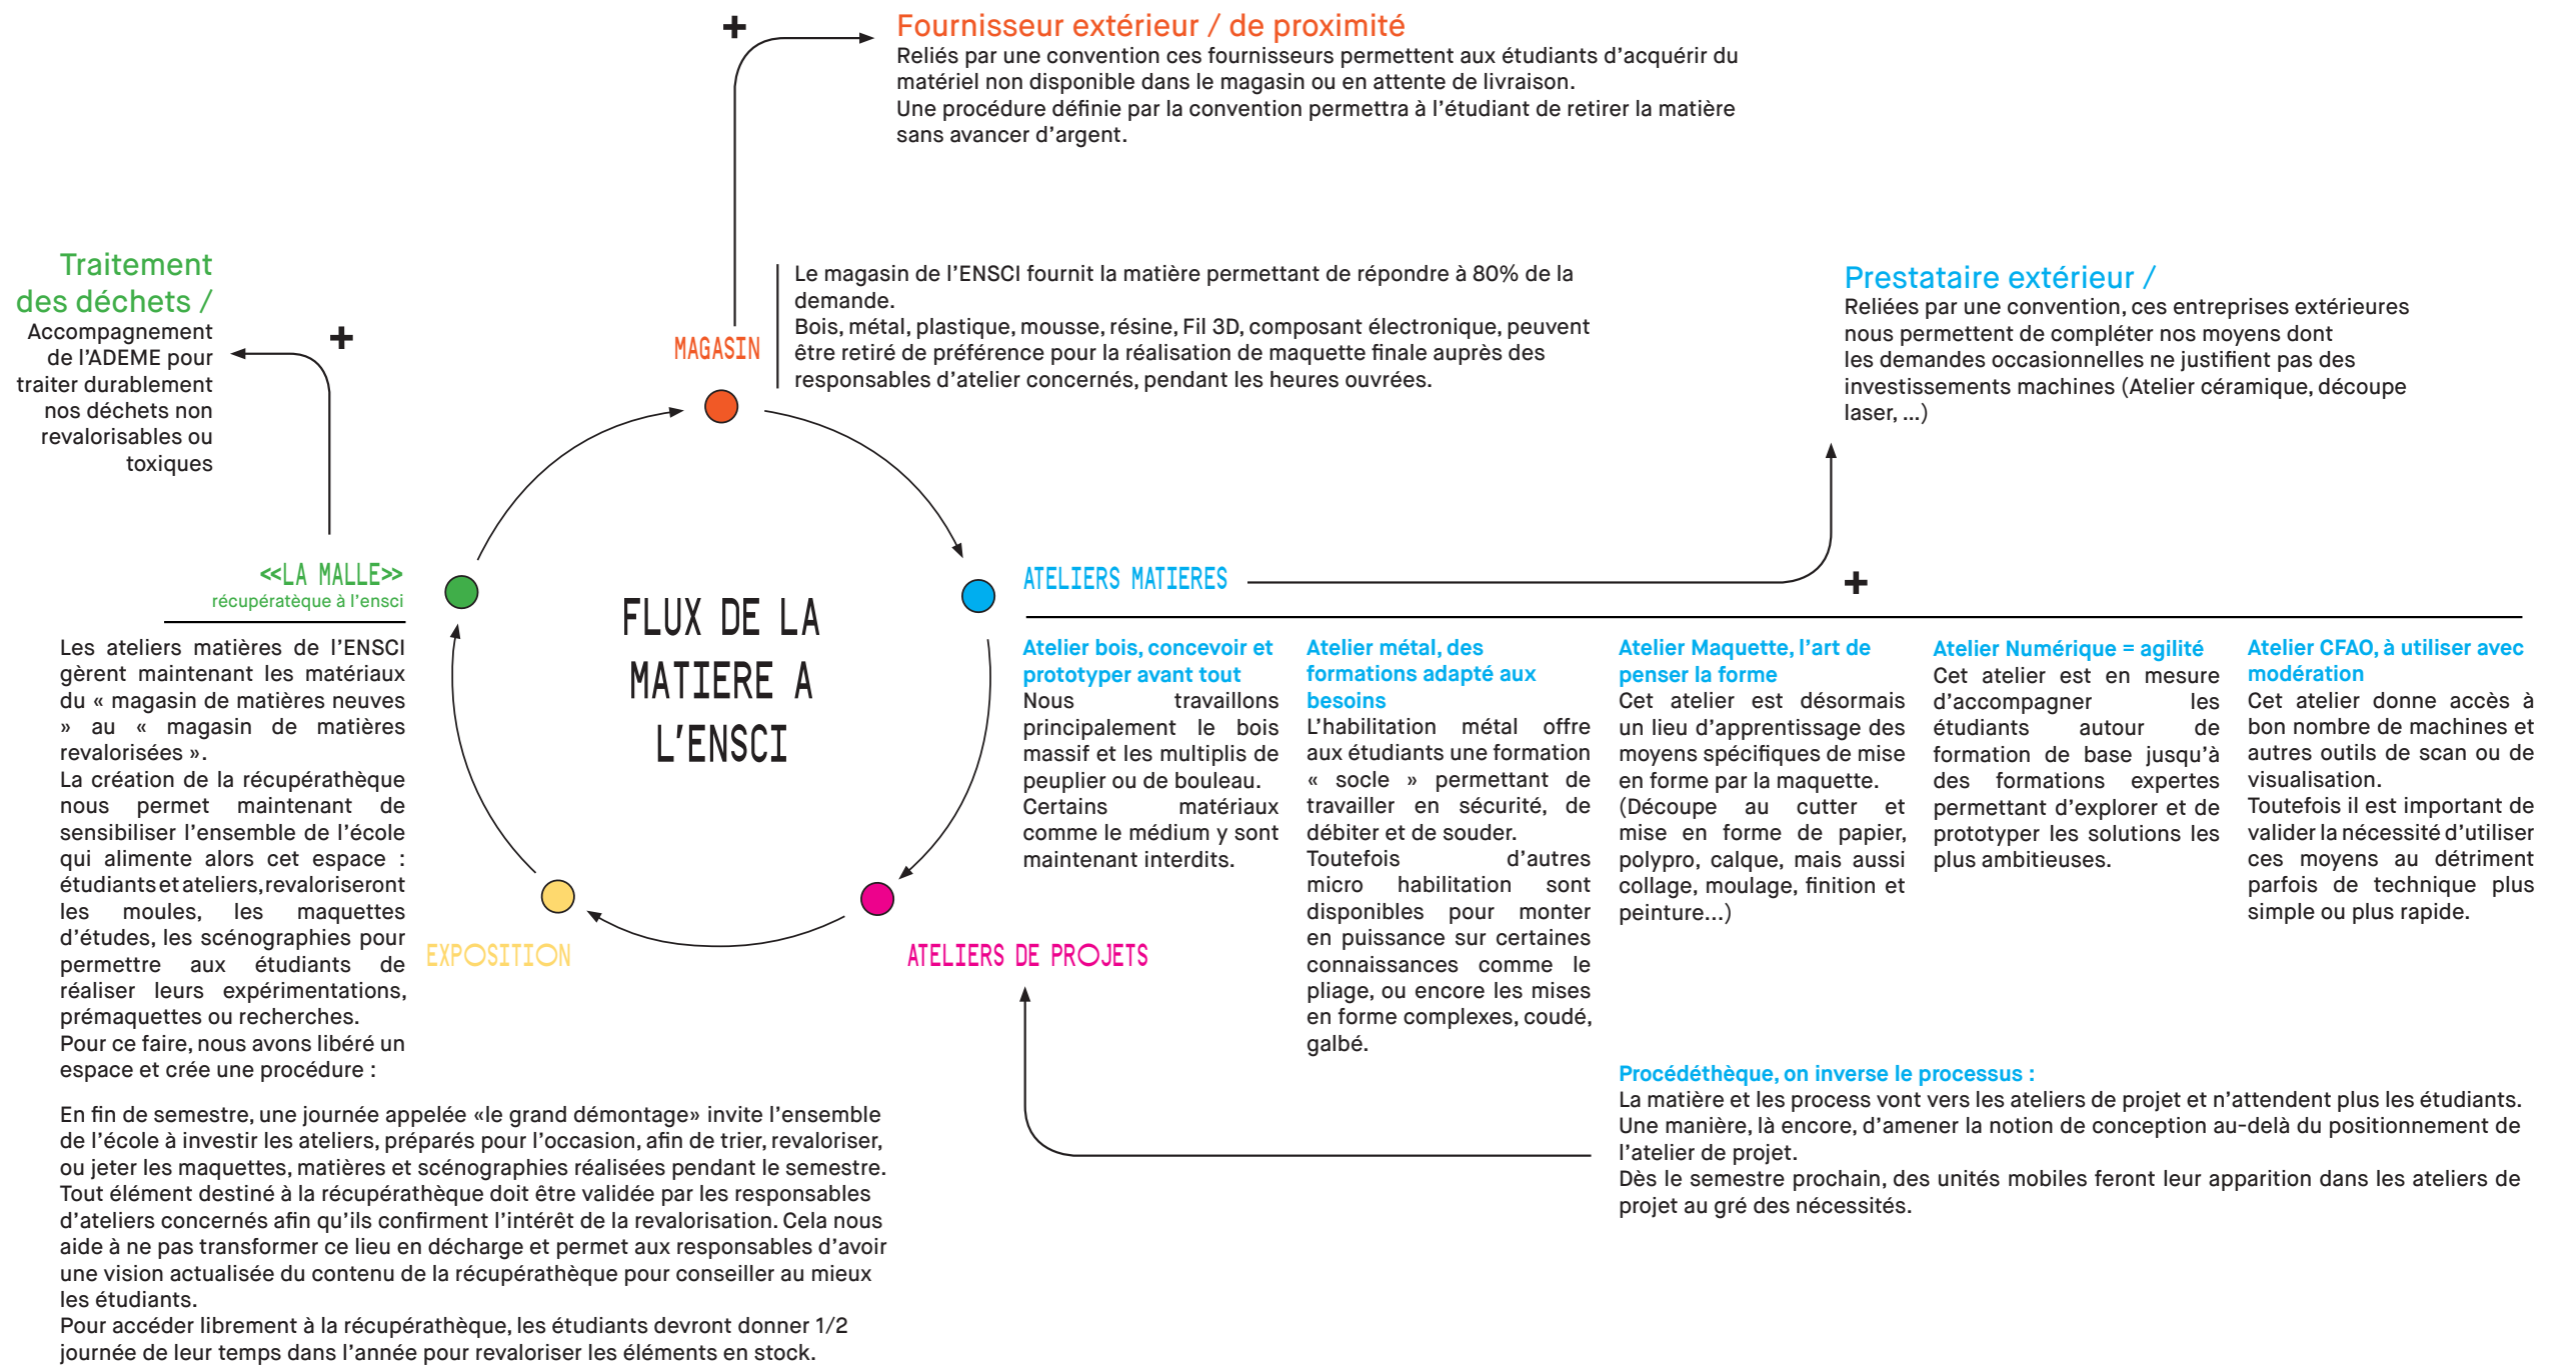 +
Fournisseur extérieur / de proximité
Reliés par une convention ces fournisseurs permettent aux étudiants d'acquérir du
matériel non disponible dans le magasin ou en attente de livraison.
Une procédure définie par la convention permettra à l'étudiant de retirer la matière
sans avancer d'argent.
Traitement
des déchets /
Accompagnement
de l'ADEME pour
traiter durablement
nos déchets non
revalorisables ou
toxiques
+
MAGASIN
Le magasin de l'ENSCI fournit la matière permettant de répondre à 80% de la
demande.
Bois, métal, plastique, mousse, résine, Fil 3D, composant électronique, peuvent
être retiré de préférence pour la réalisation de maquette finale auprès des
responsables d'atelier concernés, pendant les heures ouvrées.
Prestataire extérieur /
Reliées par une convention, ces entreprises extérieures
nous permettent de compléter nos moyens dont
les demandes occasionnelles ne justifient pas des
investissements machines (Atelier céramique, découpe
laser, ...)
+
«LA MALLE»
récupératèque à l'ensci
Les ateliers matières de l'ENSCI
gèrent maintenant les matériaux
du « magasin de matières neuves
» au « magasin de matières
revalorisées ».
La création de la récupérathèque
nous permet maintenant de
sensibiliser l'ensemble de l'école
qui alimente alors cet espace :
étudiants et ateliers, revaloriseront
les moules, les maquettes
d'études, les scénographies pour
permettre aux étudiants de
réaliser leurs expérimentations,
prémaquettes ou recherches.
Pour ce faire, nous avons libéré un
espace et crée une procédure :
En fin de semestre, une journée appelée «le grand démontage» invite l'ensemble
de l'école à investir les ateliers, préparés pour l'occasion, afin de trier, revaloriser,
ou jeter les maquettes, matières et scénographies réalisées pendant le semestre.
Tout élément destiné à la récupérathèque doit être validée par les responsables
d'ateliers concernés afin qu'ils confirment l'intérêt de la revalorisation. Cela nous
aide à ne pas transformer ce lieu en décharge et permet aux responsables d'avoir
une vision actualisée du contenu de la récupérathèque pour conseiller au mieux
les étudiants.
Pour accéder librement à la récupérathèque, les étudiants devront donner 1/2
journée de leur temps dans l'année pour revaloriser les éléments en stock.
FLUX DE LA
MATIERE A
L'ENSCI
EXPOSITION
ATELIERS DE PROJETS
ATELIERS MATIERES
Atelier bois, concevoir et
prototyper avant tout
Nous travaillons
principalement le bois
massif et les multiplis de
peuplier ou de bouleau.
Certains matériaux
comme le médium y sont
maintenant interdits.
Atelier métal, des
formations adapté aux
besoins
L'habilitation métal offre
aux étudiants une formation
« socle » permettant de
travailler en sécurité, de
débiter et de souder.
Toutefois d'autres
micro habilitation sont
disponibles pour monter
en puissance sur certaines
connaissances comme le
pliage, ou encore les mises
en forme complexes, coudé,
galbé.
Atelier Maquette, l'art de
penser la forme
Cet atelier est désormais
un lieu d'apprentissage des
moyens spécifiques de mise
en forme par la maquette.
(Découpe au cutter et
mise en forme de papier,
polypro, calque, mais aussi
collage, moulage, finition et
peinture...)
Atelier Numérique = agilité
Cet atelier est en mesure
d'accompagner les
étudiants autour de
formation de base jusqu'à
des formations expertes
permettant d'explorer et de
prototyper les solutions les
plus ambitieuses.
Atelier CFAO, à utiliser avec
modération
Cet atelier donne accès à
bon nombre de machines et
autres outils de scan ou de
visualisation.
Toutefois il est important de
valider la nécessité d'utiliser
ces moyens au détriment
parfois de technique plus
simple ou plus rapide.
Procédéthèque, on inverse le processus :
La matière et les process vont vers les ateliers de projet et n'attendent plus les étudiants.
Une manière, là encore, d'amener la notion de conception au-delà du positionnement de
l'atelier de projet.
Dès le semestre prochain, des unités mobiles feront leur apparition dans les ateliers de
projet au gré des nécessités.